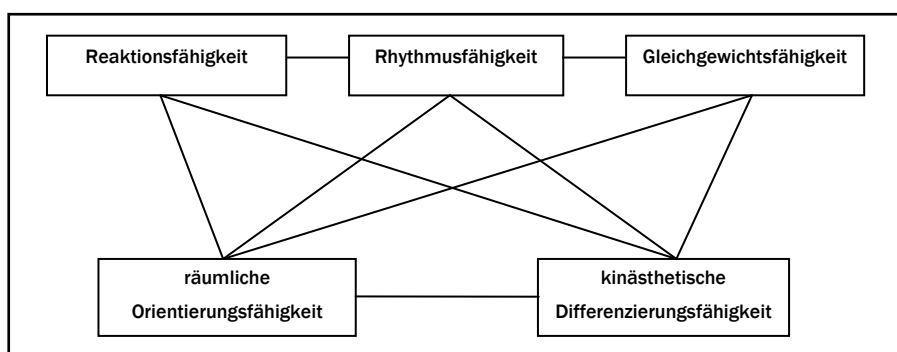 Reaktionsfähigkeit
Rhythmusfähigkeit
Gleichgewichtsfähigkeit
räumliche
Orientierungsfähigkeit
kinästhetische
Differenzierungsfähigkeit